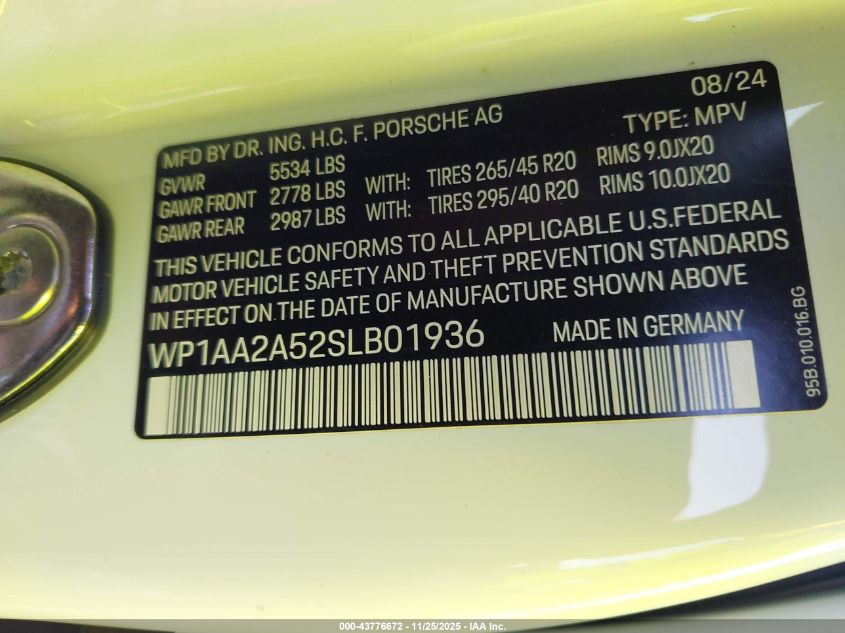 08/24
MFD BY DR. ING. H.C. F. PORSCHE AG TYPE: MPV
GVWR 5534 LBS
GAWR FRONT 2778 LBS WITH: TIRES 265/45 R20 RIMS 9.0JX20
GAWR REAR 2987 LBS WITH: TIRES 295/40 R20 RIMS 10.0JX20
THIS VEHICLE CONFORMS TO ALL APPLICABLE U.S.FEDERAL
MOTOR VEHICLE SAFETY AND THEFT PREVENTION STANDARDS
IN EFFECT ON THE DATE OF MANUFACTURE SHOWN ABOVE
WP1AA2A52SLB01936 MADE IN GERMANY
95B.010.016.BG
000-43776672 - 11/25/2025 - IAA Inc.